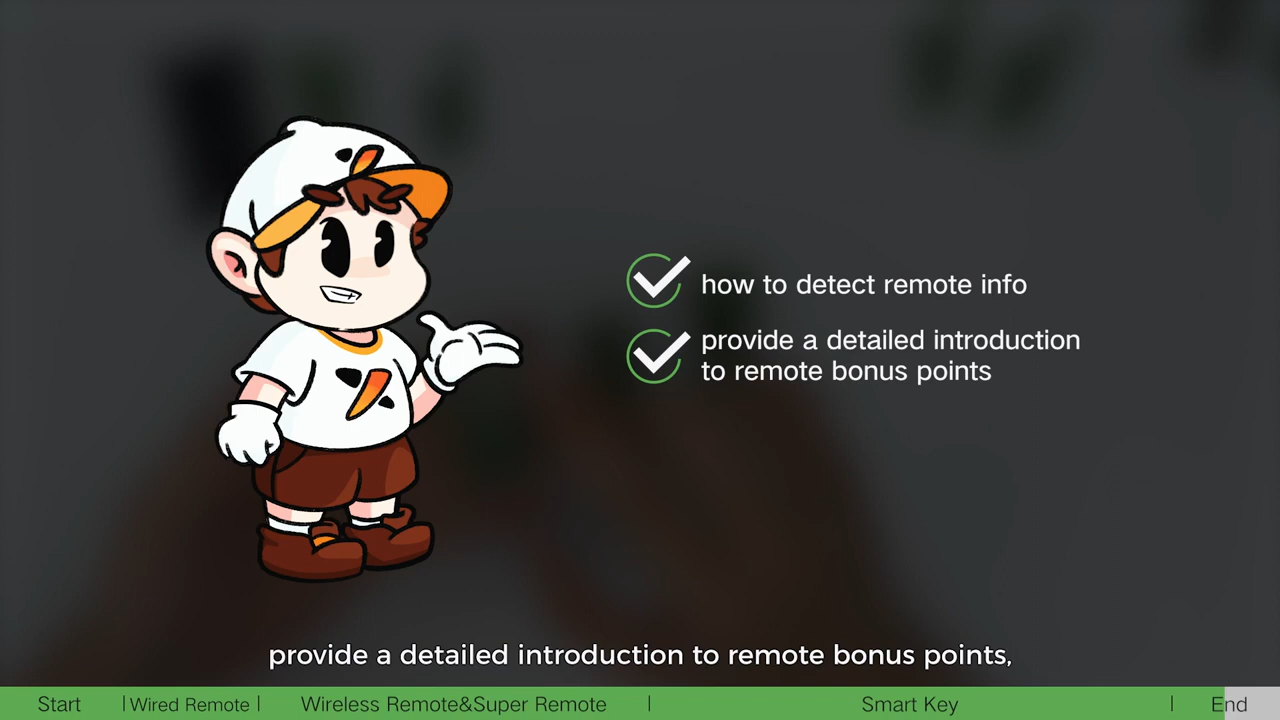 how to detect remote info
provide a detailed introduction
to remote bonus points
provide a detailed introduction to remote bonus points,
Start | Wired Remote | Wireless Remote&Super Remote | Smart Key | End